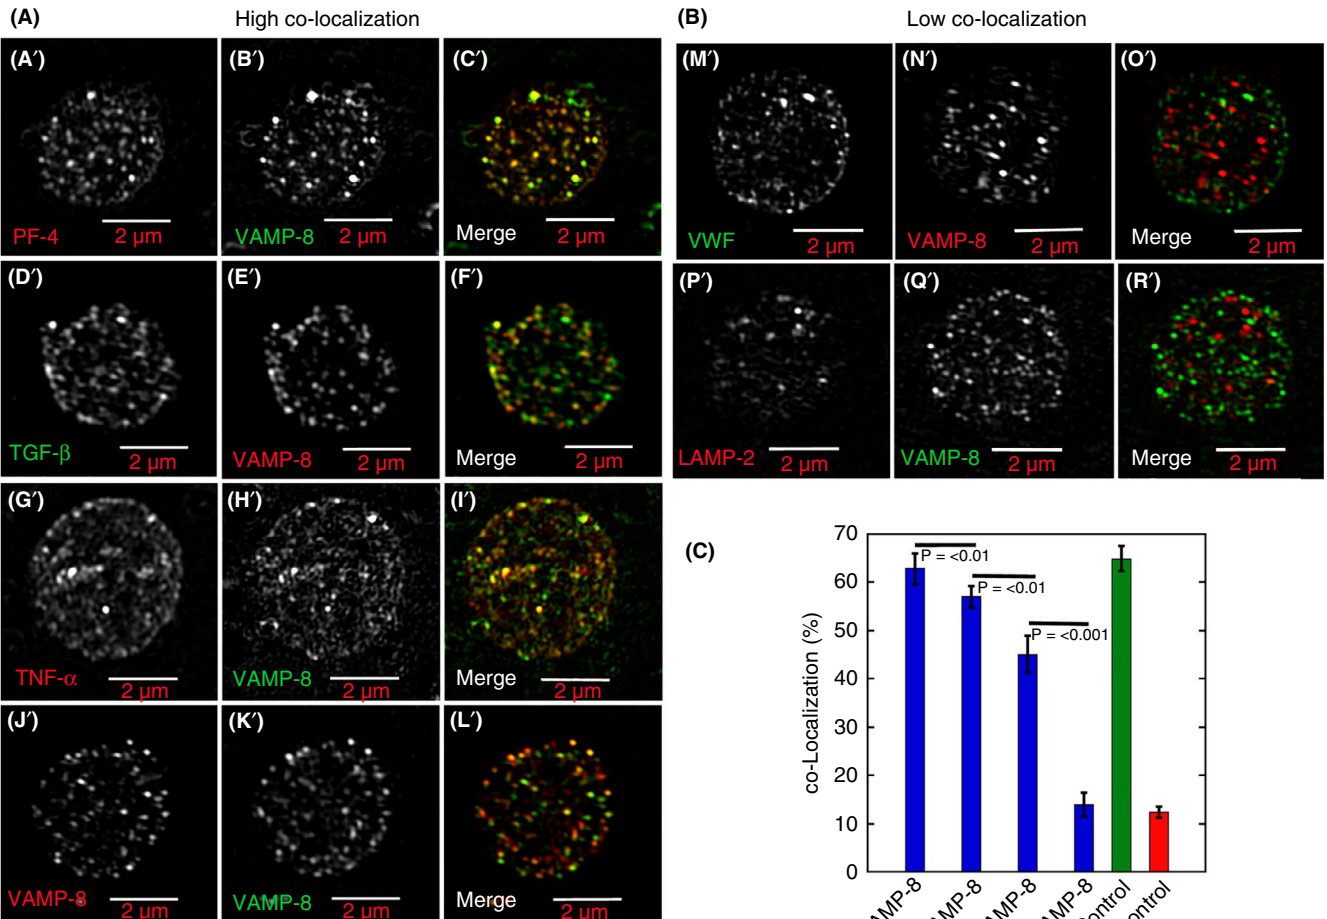 (A) High co-localization
(A′) (B′) (C′)
PF-4 2 µm VAMP-8 2 µm Merge 2 µm
(D′) (E′) (F′)
TGF-β 2 µm VAMP-8 2 µm Merge 2 µm
(G′) (H′) (I′)
TNF-α 2 µm VAMP-8 2 µm Merge 2 µm
(J′) (K′) (L′)
VAMP-8 2 µm VAMP-8 2 µm Merge 2 µm
(B) Low co-localization
(M′) (N′) (O′)
VWF 2 µm VAMP-8 2 µm Merge 2 µm
(P′) (Q′) (R′)
LAMP-2 2 µm VAMP-8 2 µm Merge 2 µm
(C)
co-Localization (%)
70
60
50
40
30
20
10
0
P = <0.01
P = <0.01
P = <0.001